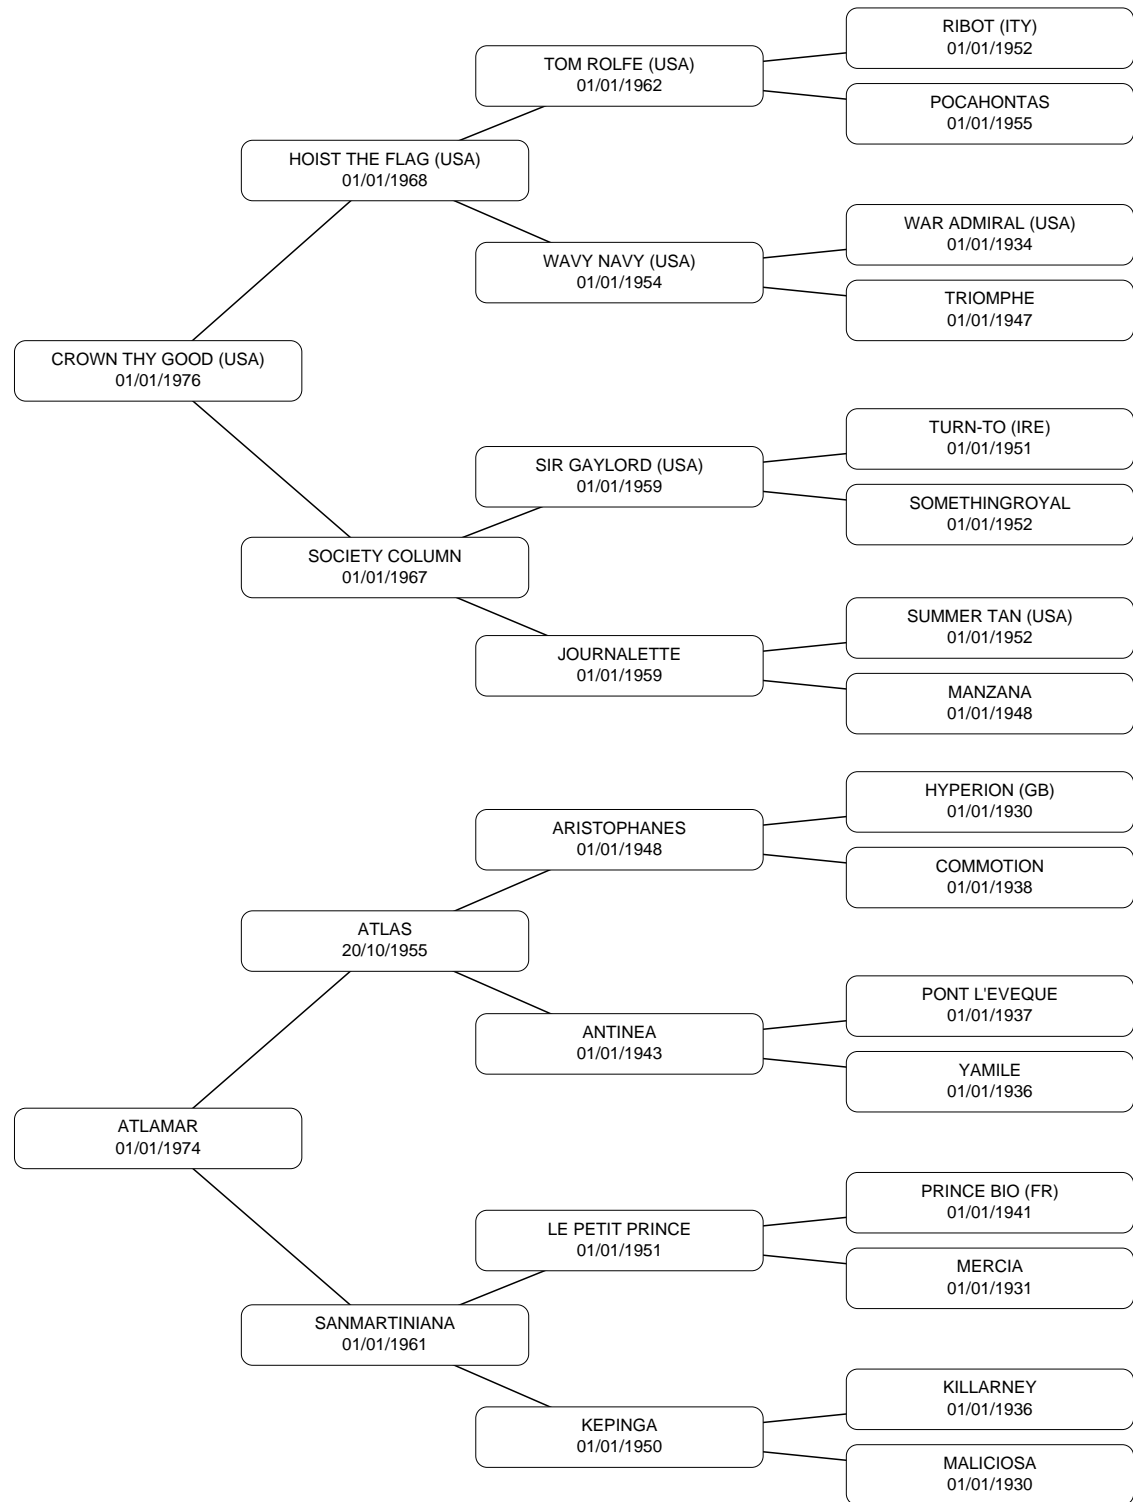 RIBOT (ITY)
01/01/1952
TOM ROLFE (USA)
01/01/1962
POCAHONTAS
01/01/1955
HOIST THE FLAG (USA)
01/01/1968
WAR ADMIRAL (USA)
01/01/1934
WAVY NAVY (USA)
01/01/1954
TRIOMPHE
01/01/1947
CROWN THY GOOD (USA)
01/01/1976
TURN-TO (IRE)
01/01/1951
SIR GAYLORD (USA)
01/01/1959
SOMETHINGROYAL
01/01/1952
SOCIETY COLUMN
01/01/1967
SUMMER TAN (USA)
01/01/1952
JOURNALETTE
01/01/1959
MANZANA
01/01/1948
HYPERION (GB)
01/01/1930
ARISTOPHANES
01/01/1948
COMMOTION
01/01/1938
ATLAS
20/10/1955
PONT L'EVEQUE
01/01/1937
ANTINEA
01/01/1943
YAMILE
01/01/1936
ATLAMAR
01/01/1974
PRINCE BIO (FR)
01/01/1941
LE PETIT PRINCE
01/01/1951
MERCIA
01/01/1931
SANMARTINIANA
01/01/1961
KILLARNEY
01/01/1936
KEPINGA
01/01/1950
MALICIOSA
01/01/1930